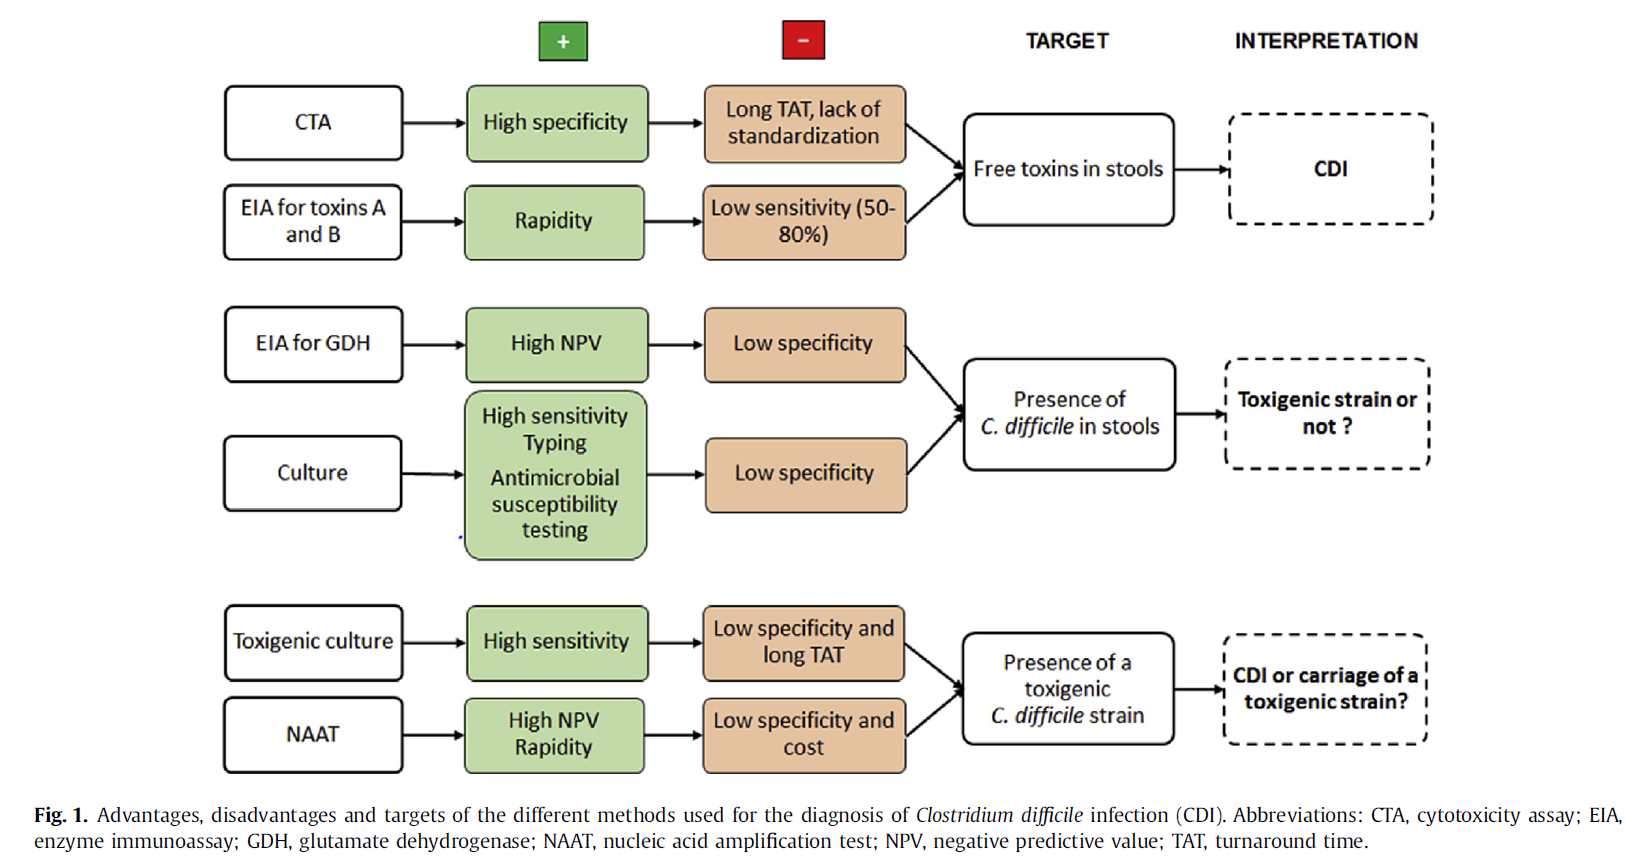 +
−
TARGET
INTERPRETATION
CTA
High specificity
Long TAT, lack of
standardization
EIA for toxins A
and B
Rapidity
Low sensitivity (50-
80%)
Free toxins in stools
CDI
EIA for GDH
High NPV
Low specificity
Culture
High sensitivity
Typing
Antimicrobial
susceptibility
testing
Low specificity
Presence of
C. difficile in stools
Toxigenic strain or
not ?
Toxigenic culture
High sensitivity
Low specificity and
long TAT
NAAT
High NPV
Rapidity
Low specificity and
cost
Presence of a
toxigenic
C. difficile strain
CDI or carriage of a
toxigenic strain?
Fig. 1. Advantages, disadvantages and targets of the different methods used for the diagnosis of Clostridium difficile infection (CDI). Abbreviations: CTA, cytotoxicity assay; EIA,
enzyme immunoassay; GDH, glutamate dehydrogenase; NAAT, nucleic acid amplification test; NPV, negative predictive value; TAT, turnaround time.